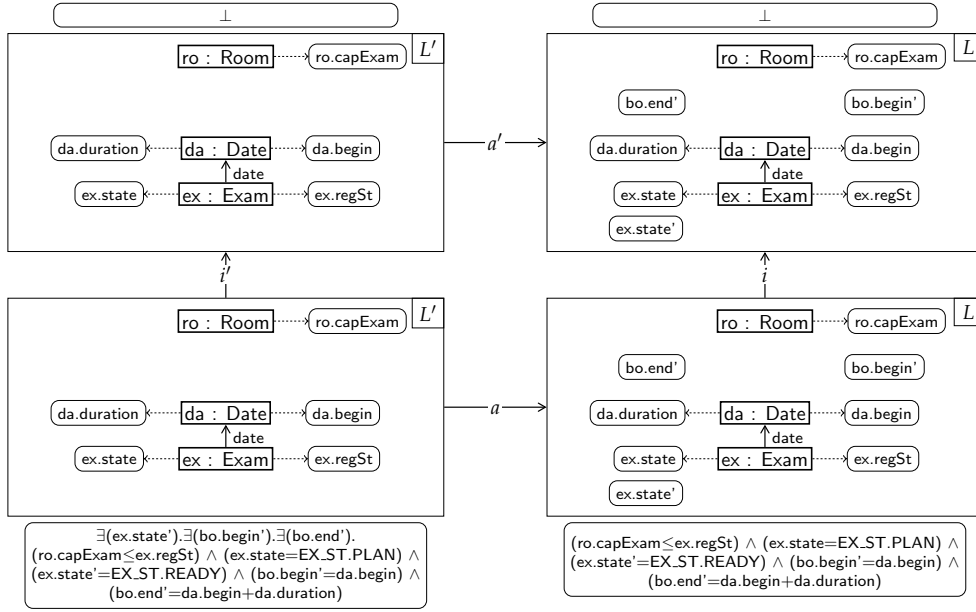 ⊥ ⊥
L′ L
ro : Room ro.capExam ro : Room ro.capExam
bo.end' bo.begin'
da.duration da : Date da.begin a′ da.duration da : Date da.begin
date date
ex.state ex : Exam ex.regSt ex.state ex : Exam ex.regSt
ex.state'
i′ i
L′ L
ro : Room ro.capExam ro : Room ro.capExam
bo.end' bo.begin'
da.duration da : Date da.begin a da.duration da : Date da.begin
date date
ex.state ex : Exam ex.regSt ex.state ex : Exam ex.regSt
ex.state'
∃(ex.state').∃(bo.begin').∃(bo.end').
(ro.capExam≤ex.regSt) ∧ (ex.state=EX_ST.PLAN) ∧
(ex.state'=EX_ST.READY) ∧ (bo.begin'=da.begin) ∧
(bo.end'=da.begin+da.duration)
(ro.capExam≤ex.regSt) ∧ (ex.state=EX_ST.PLAN) ∧
(ex.state'=EX_ST.READY) ∧ (bo.begin'=da.begin) ∧
(bo.end'=da.begin+da.duration)